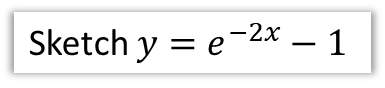 Sketch y = e⁻²ˣ − 1